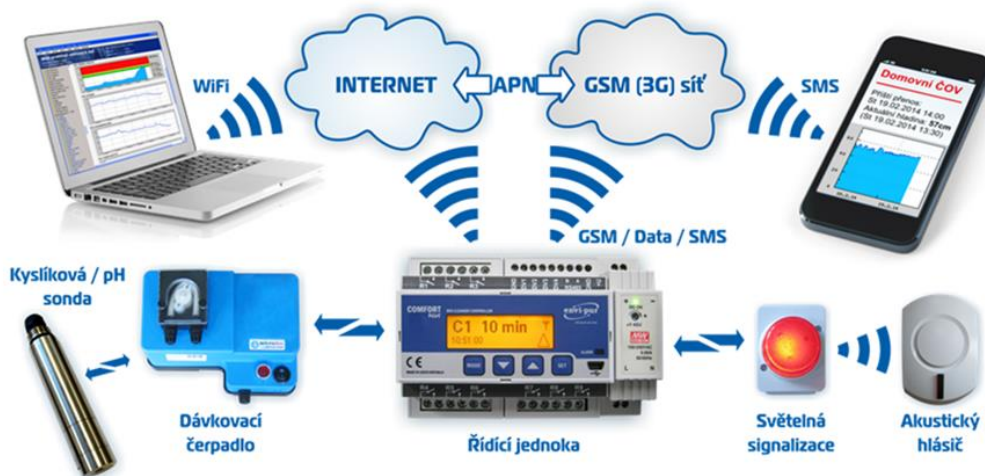 WiFi
INTERNET
APN
GSM (3G) síť
SMS
Domovní ČOV
Příští přenos:
St 19.02.2014 14:00
Aktuální hladina: 57cm
(St 19.02.2014 13:30)
GSM / Data / SMS
Kyslíková / pH
sonda
COMFORT
C1 10 min
10:51:00
MODE
SET
CE
Dávkovací
čerpadlo
Řídící jednoka
Světelná
signalizace
Akustický
hlásič